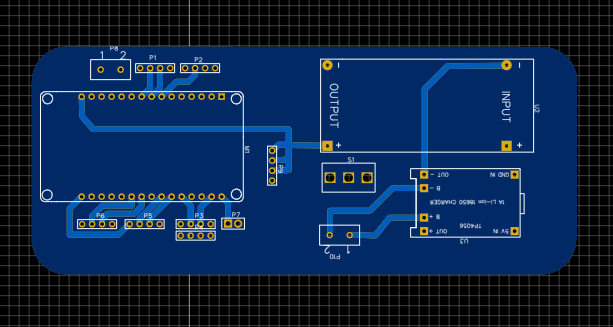 P8
1 2
P1
P2
OUTPUT
INPUT
-
-
+
+
U2
M1
P9
S1
OUT -
GND IN
B -
1A Li-ion
18650 CHARGER
B +
TP4056
OUT +
5V IN
U3
P6
P5
P3
P7
2 1
P10